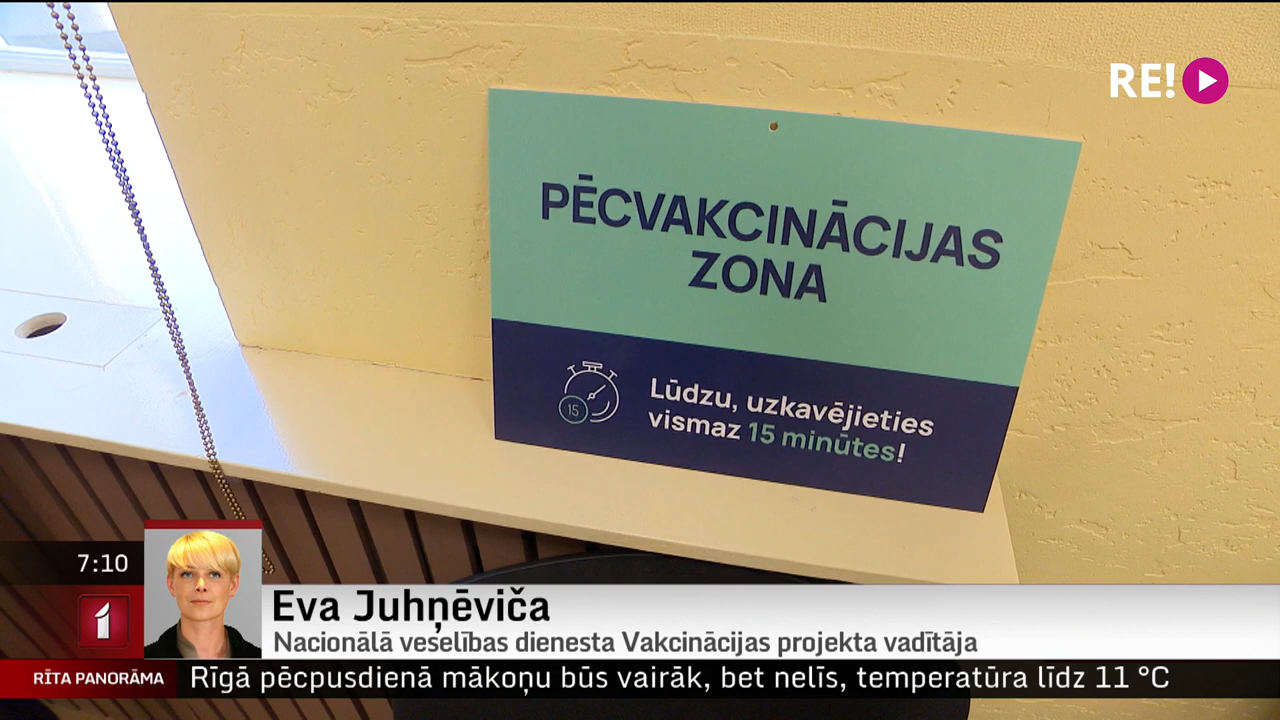 RE!
PĒCVAKCINĀCIJAS
ZONA
15
Lūdzu, uzkavējieties
vismaz 15 minūtes!
7:10
1
Eva Juhņēviča
Nacionālā veselības dienesta Vakcinācijas projekta vadītāja
RĪTA PANORĀMA
Rīgā pēcpusdienā mākoņu būs vairāk, bet nelīs, temperatūra līdz 11 °C